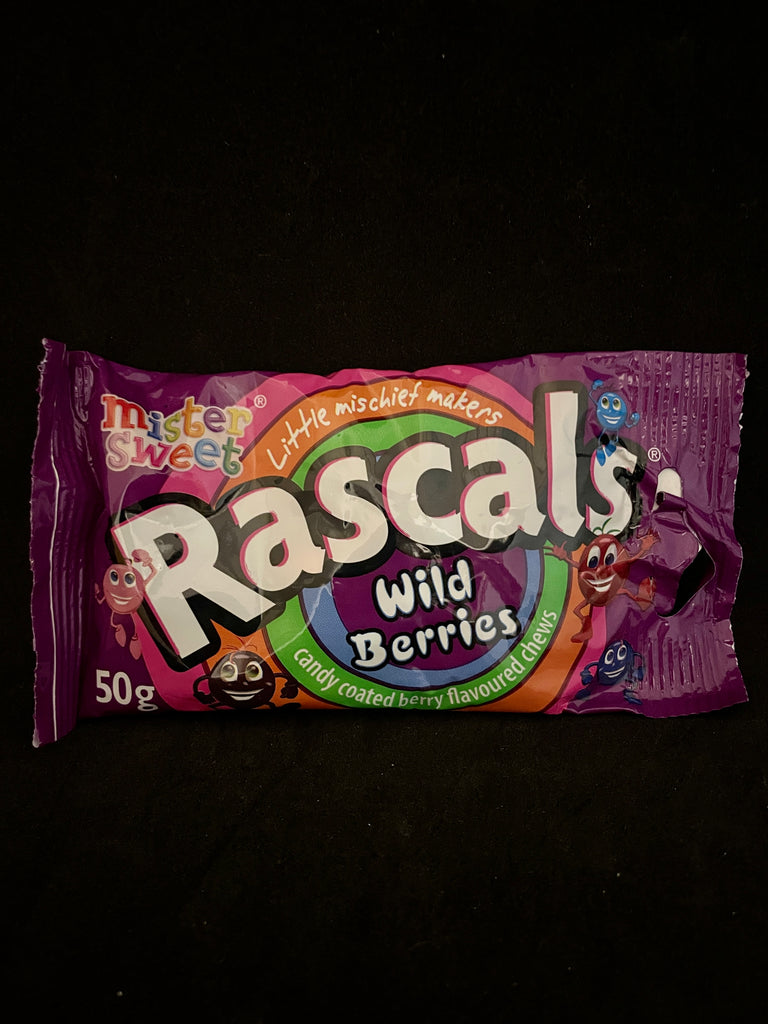 mister®
sweet
Little mischief makers
Rascals®
Wild
Berries
candy coated berry flavoured chews
50g